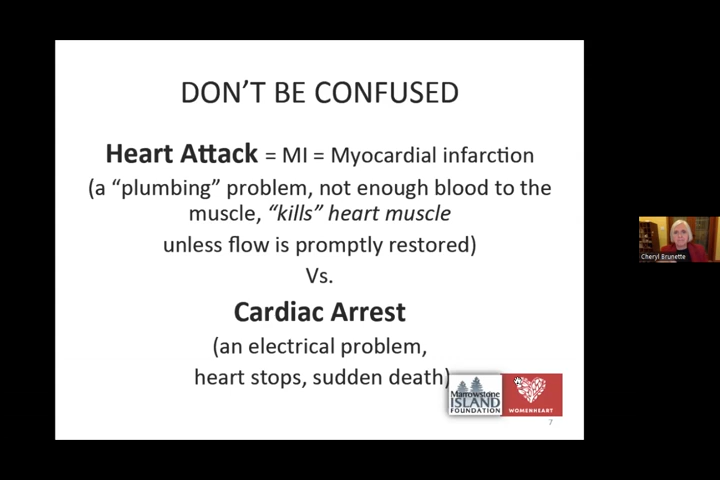 DON’T BE CONFUSED
Heart Attack = MI = Myocardial infarction
(a “plumbing” problem, not enough blood to the
muscle, “kills” heart muscle
unless flow is promptly restored)
Vs.
Cardiac Arrest
(an electrical problem,
heart stops, sudden death)
Marrowstone
ISLAND
FOUNDATION
WOMENHEART
7
Cheryl Brunette